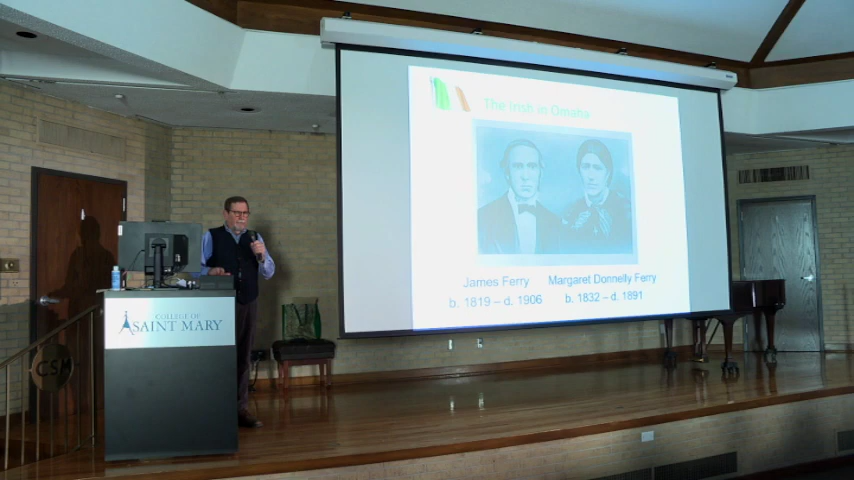 The Irish in Omaha
James Ferry Margaret Donnelly Ferry
b. 1819 – d. 1906 b. 1832 – d. 1891
COLLEGE OF
SAINT MARY
CSM